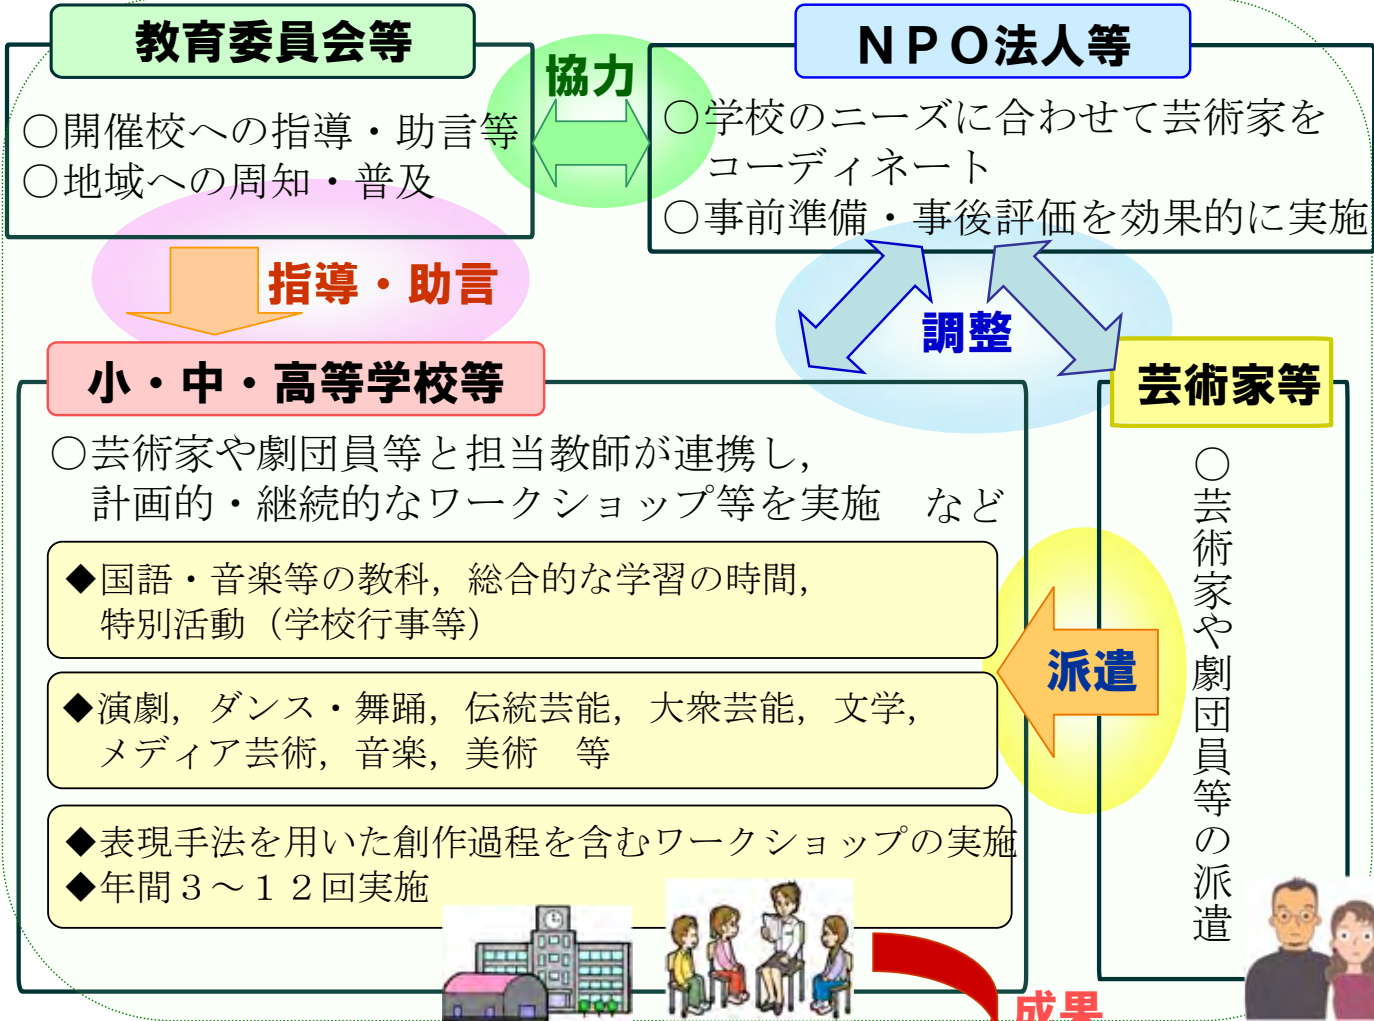 教育委員会等
○開催校への指導・助言等
○地域への周知・普及
協力
ＮＰＯ法人等
○学校のニーズに合わせて芸術家を
コーディネート
○事前準備・事後評価を効果的に実施
指導・助言
調整
小・中・高等学校等
○芸術家や劇団員等と担当教師が連携し，
計画的・継続的なワークショップ等を実施　など
◆国語・音楽等の教科，総合的な学習の時間，
特別活動（学校行事等）
◆演劇，ダンス・舞踊，伝統芸能，大衆芸能，文学，
メディア芸術，音楽，美術　等
◆表現手法を用いた創作過程を含むワークショップの実施
◆年間３～１２回実施
派遣
芸術家等
○芸術家や劇団員等の派遣
成果